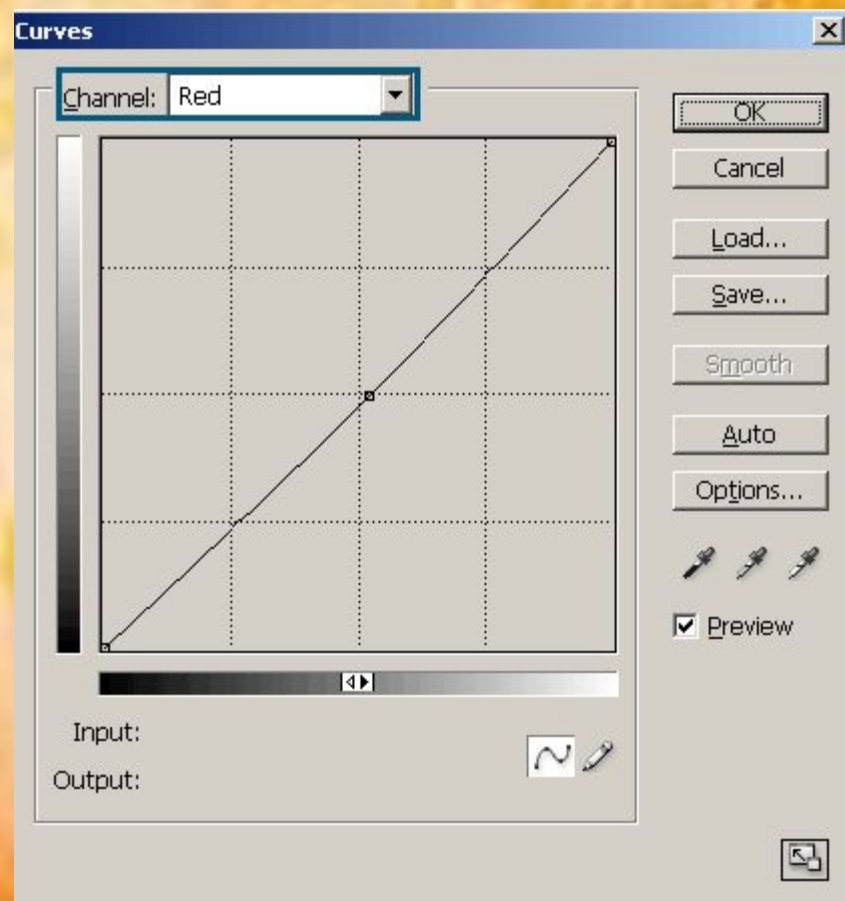 Curves
Channel: Red
OK
Cancel
Load...
Save...
Smooth
Auto
Options...
Preview
Input:
Output: